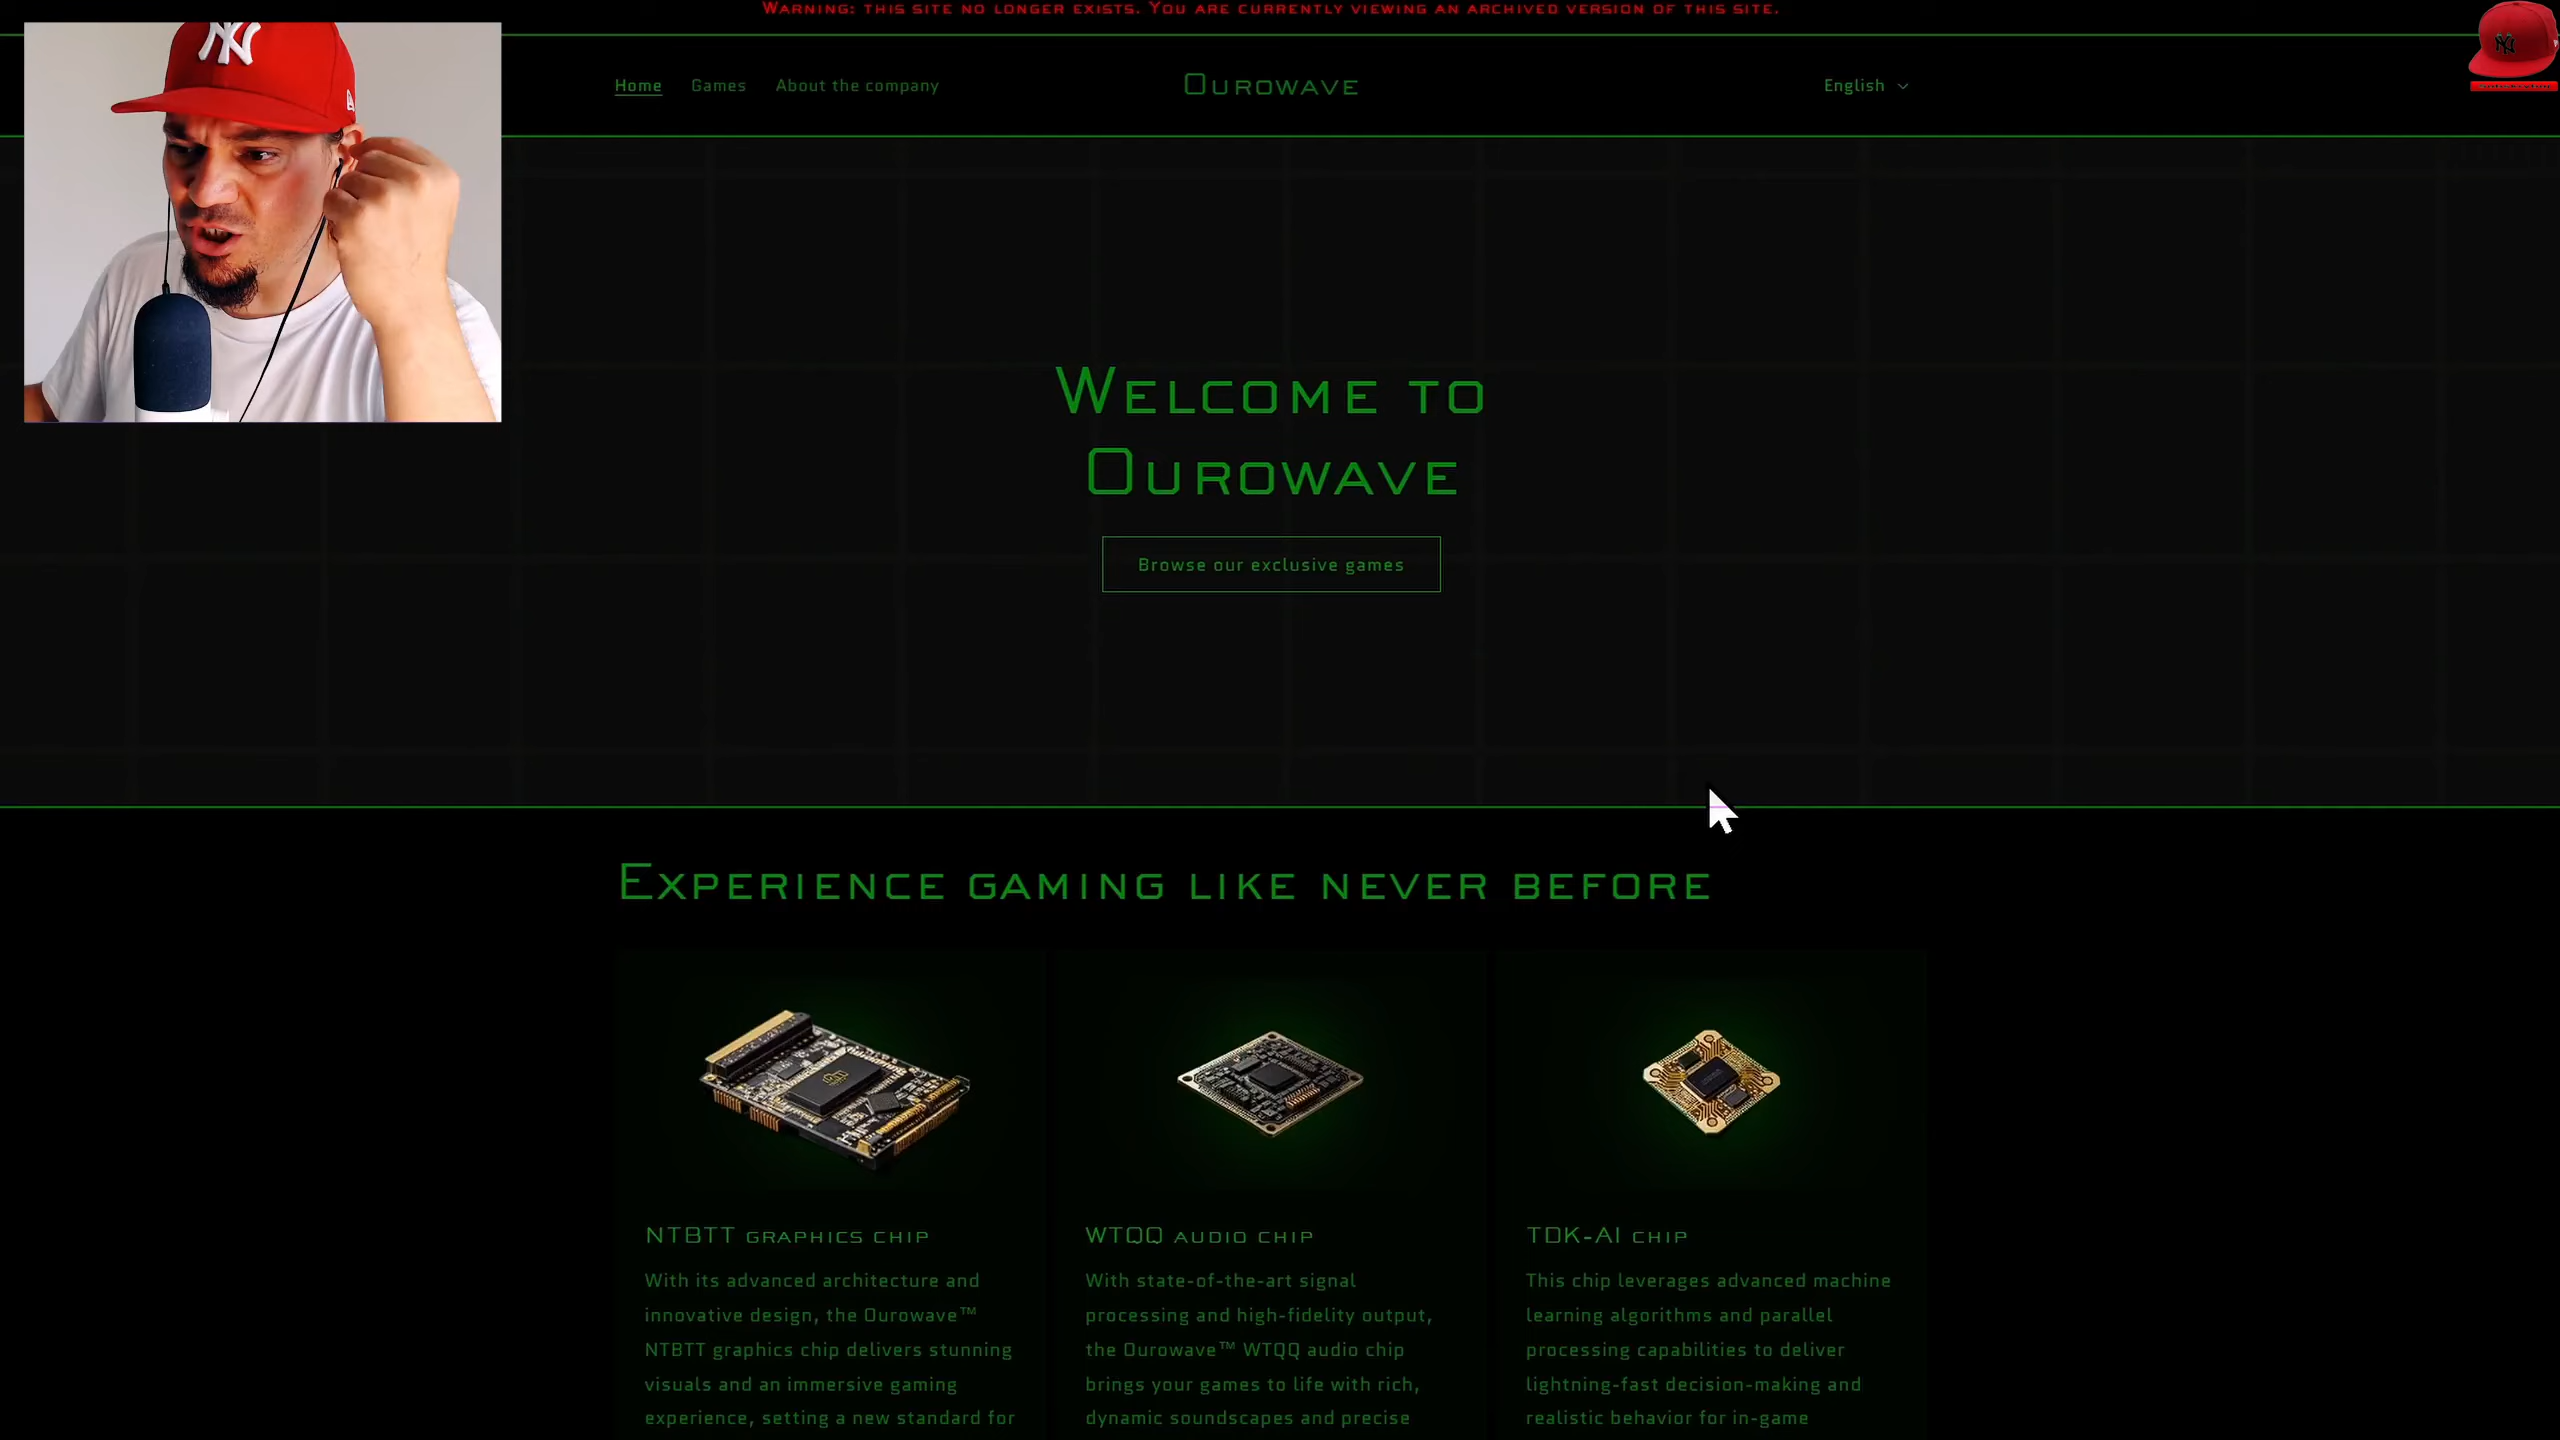 Warning: this site no longer exists. You are currently viewing an archived version of this site.
NY
Home Games About the company
Ourowave
English
Welcome to
Ourowave
Browse our exclusive games
Experience gaming like never before
NTBTT graphics chip
With its advanced architecture and
innovative design, the Ourowave™
NTBTT graphics chip delivers stunning
visuals and an immersive gaming
experience, setting a new standard for
WTQQ audio chip
With state-of-the-art signal
processing and high-fidelity output,
the Ourowave™ WTQQ audio chip
brings your games to life with rich,
dynamic soundscapes and precise
TDK-AI chip
This chip leverages advanced machine
learning algorithms and parallel
processing capabilities to deliver
lightning-fast decision-making and
realistic behavior for in-game